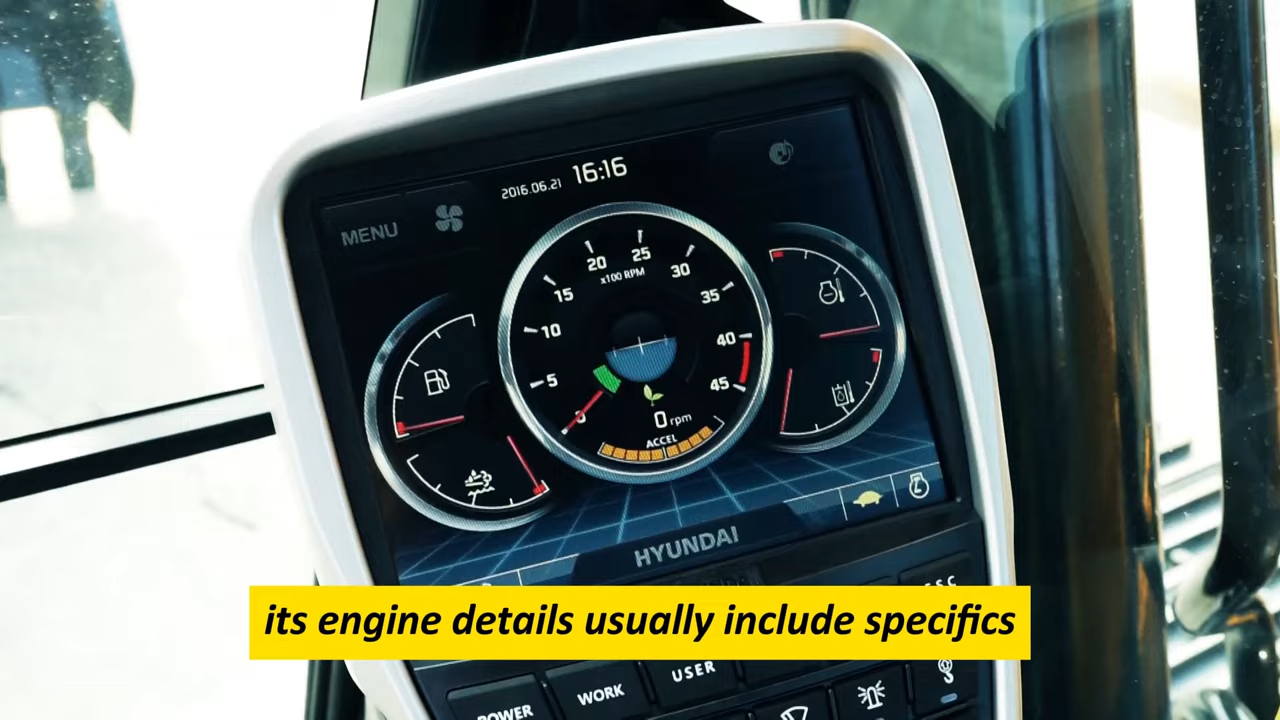 2016.06.21 16:16
MENU
5
10
15
20
25
30
35
40
45
x100 RPM
0
0 rpm
ACCEL
HYUNDAI
its engine details usually include specifics
POWER
WORK
USER